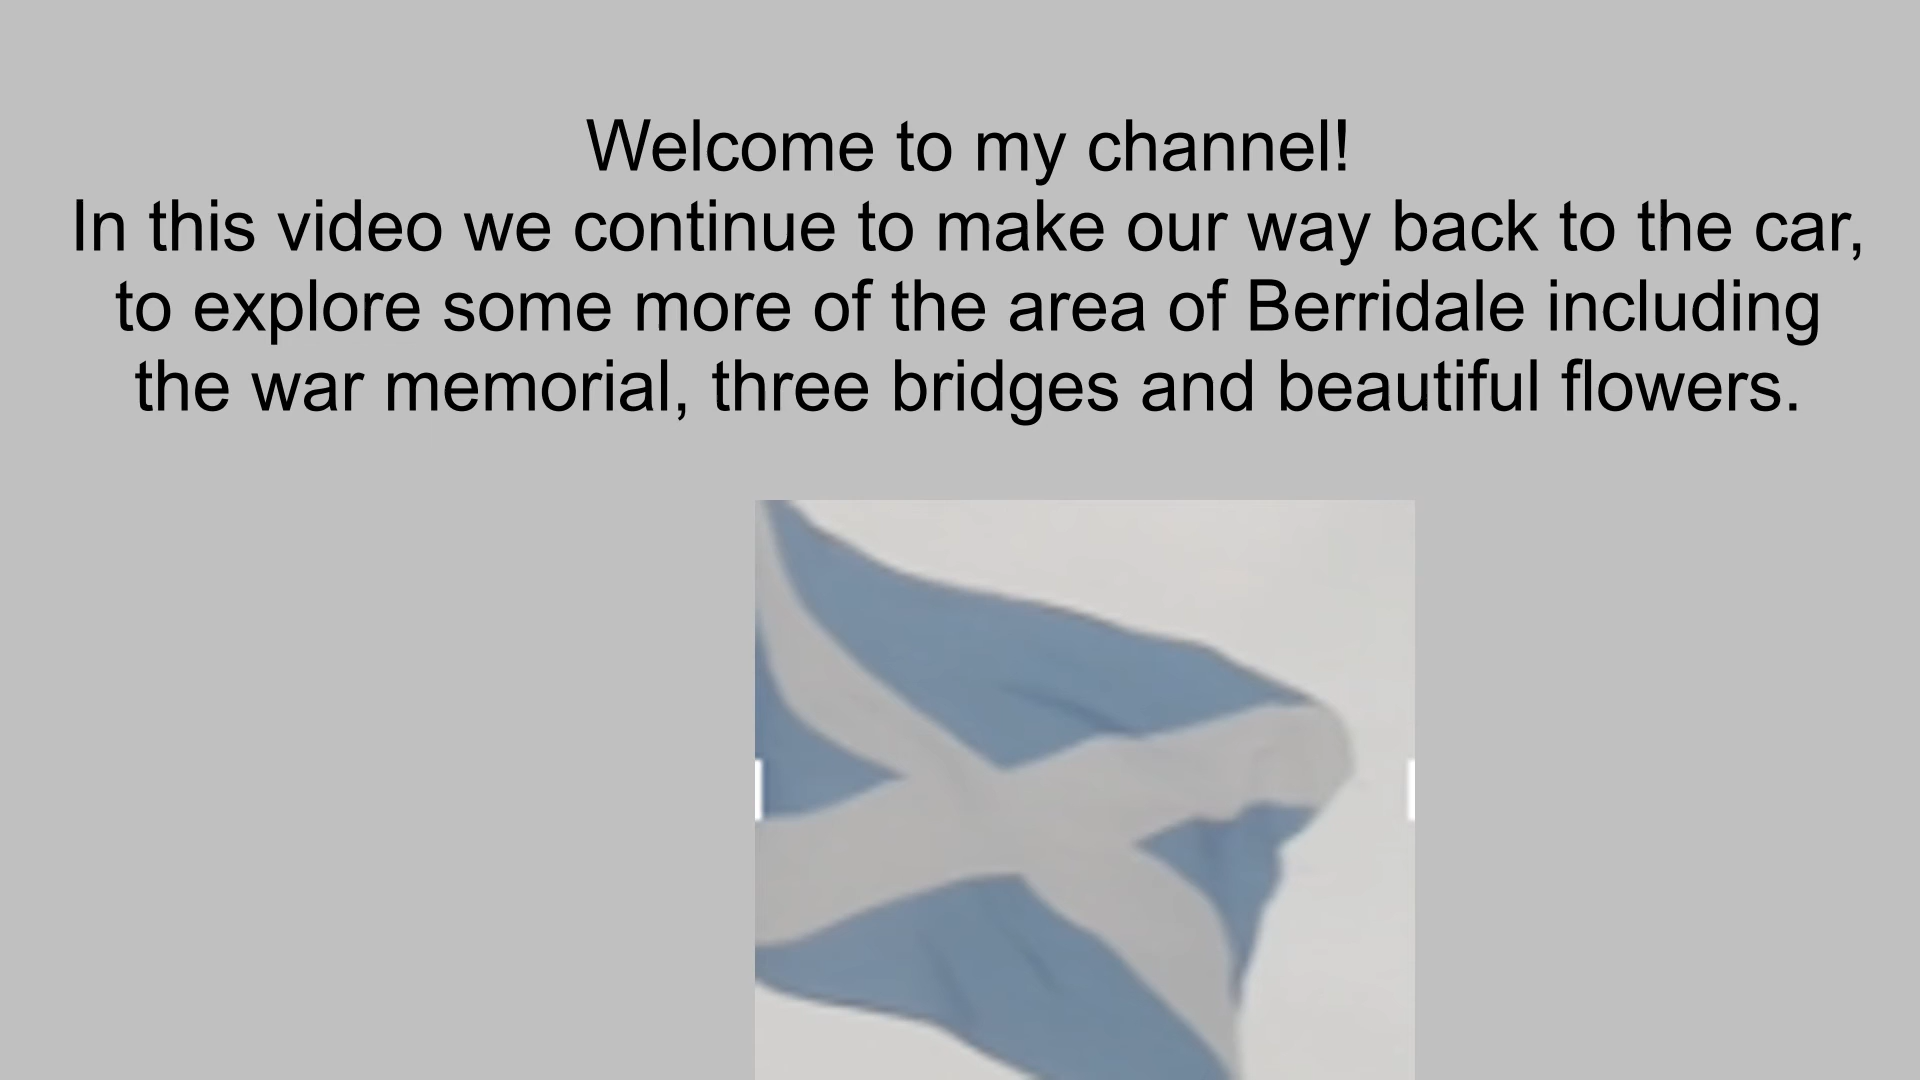 Welcome to my channel!
In this video we continue to make our way back to the car,
to explore some more of the area of Berridale including
the war memorial, three bridges and beautiful flowers.